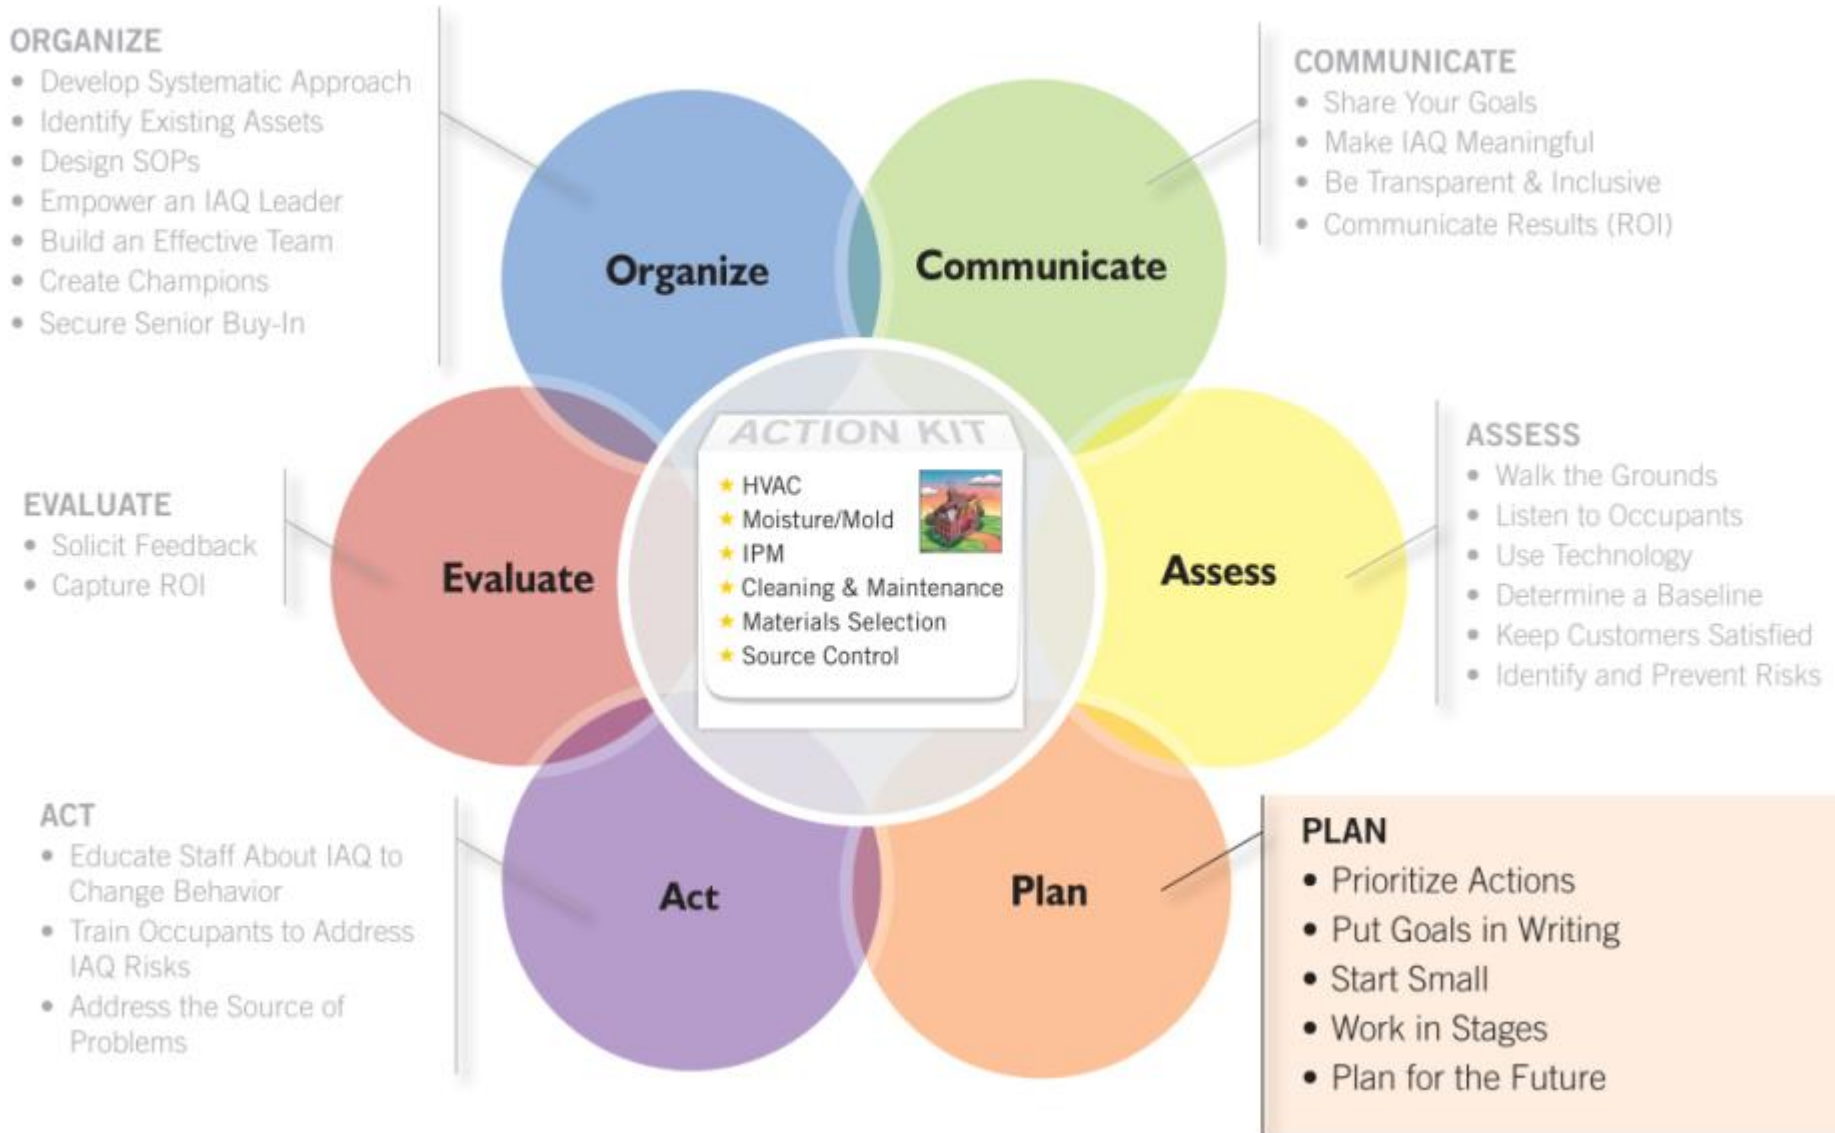 ORGANIZE
• Develop Systematic Approach
• Identify Existing Assets
• Design SOPs
• Empower an IAQ Leader
• Build an Effective Team
• Create Champions
• Secure Senior Buy-In
COMMUNICATE
• Share Your Goals
• Make IAQ Meaningful
• Be Transparent & Inclusive
• Communicate Results (ROI)
Organize
Communicate
EVALUATE
• Solicit Feedback
• Capture ROI
Evaluate
ACTION KIT
HVAC
Moisture/Mold
IPM
Cleaning & Maintenance
Materials Selection
Source Control
Assess
ASSESS
• Walk the Grounds
• Listen to Occupants
• Use Technology
• Determine a Baseline
• Keep Customers Satisfied
• Identify and Prevent Risks
ACT
• Educate Staff About IAQ to
Change Behavior
• Train Occupants to Address
IAQ Risks
• Address the Source of
Problems
Act
Plan
PLAN
• Prioritize Actions
• Put Goals in Writing
• Start Small
• Work in Stages
• Plan for the Future